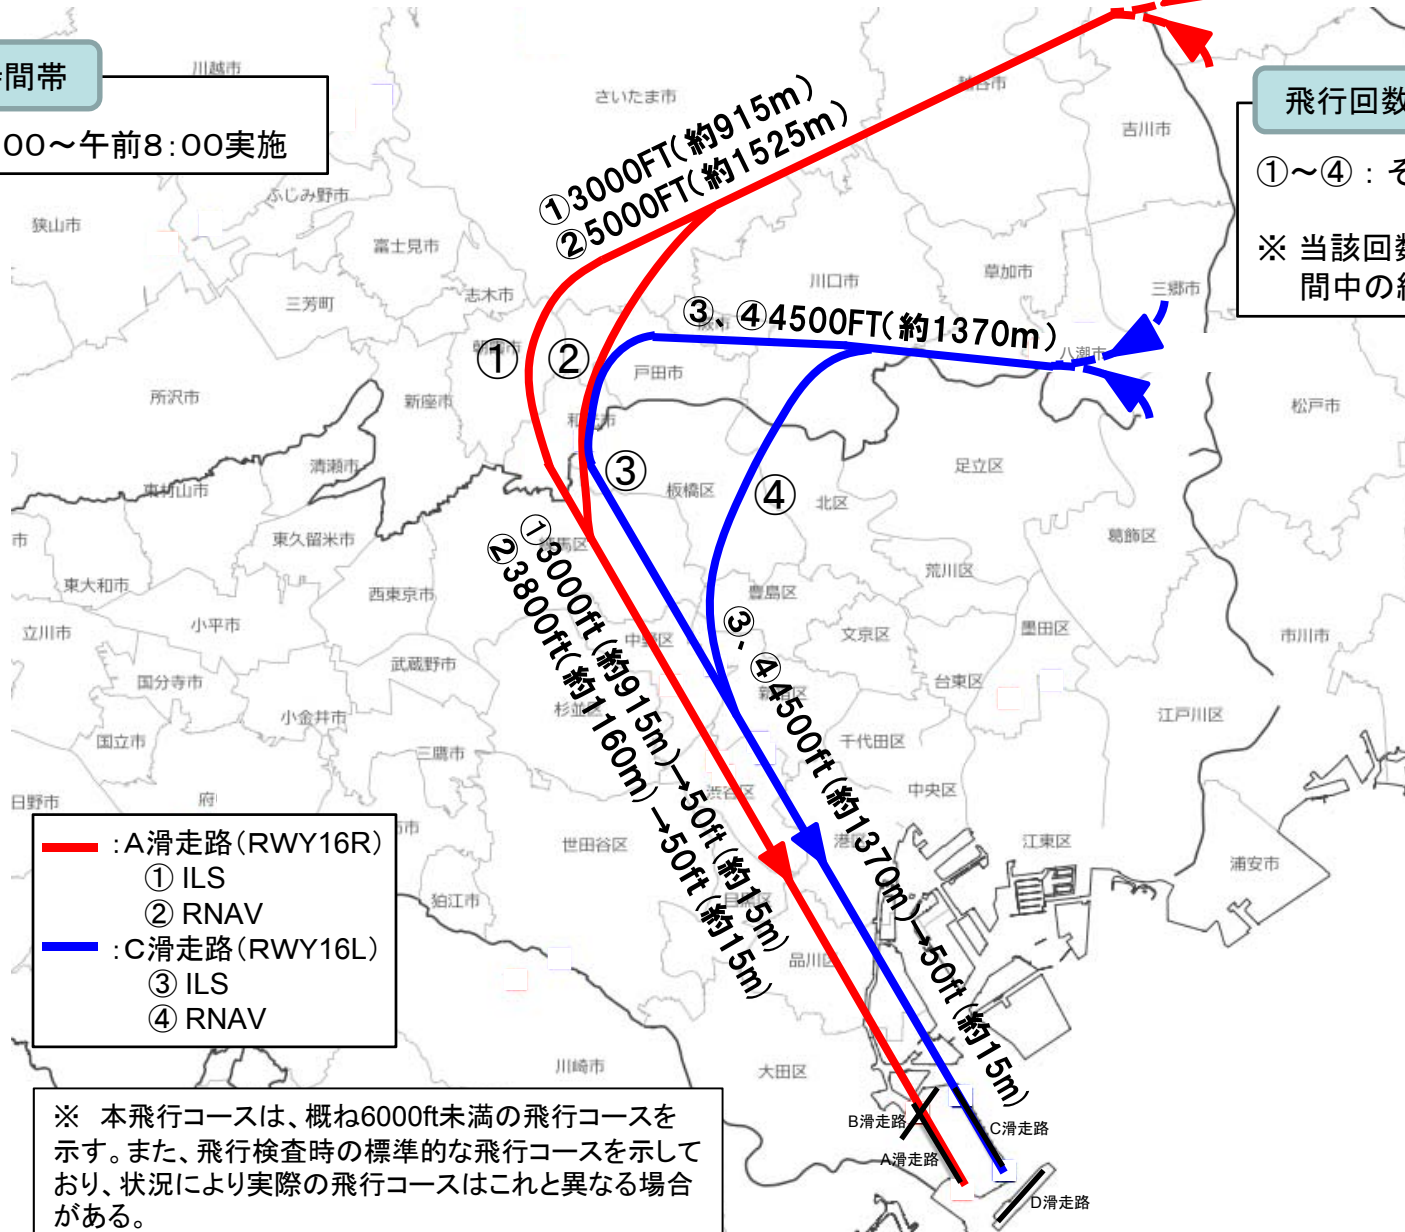 時間帯
00～午前8:00実施
飛行回数
①～④：そ
※ 当該回数
間中の
①3000FT(約915m)
②5000FT(約1525m)
③、④4500FT(約1370m)
①
②
③
④
①3000ft(約915m)→50ft(約15m)
②3800ft(約1160m)→50ft(約15m)
③、④4500ft(約1370m)→50ft(約15m)
川越市
さいたま市
越谷市
吉川市
ふじみ野市
狭山市
富士見市
志木市
三芳町
川口市
草加市
三郷市
八潮市
戸田市
所沢市
新座市
松戸市
清瀬市
東村山市
板橋区
北区
足立区
東久留米市
葛飾区
市
東大和市
西東京市
荒川区
豊島区
立川市
小平市
中野区
文京区
墨田区
市川市
武蔵野市
国分寺市
杉並区
台東区
小金井市
江戸川区
国立市
三鷹市
千代田区
日野市
府
渋谷区
中央区
市
世田谷区
港区
江東区
浦安市
狛江市
目黒区
品川区
川崎市
大田区
:A滑走路(RWY16R)
① ILS
② RNAV
:C滑走路(RWY16L)
③ ILS
④ RNAV
B滑走路
C滑走路
A滑走路
D滑走路
※ 本飛行コースは、概ね6000ft未満の飛行コースを
示す。また、飛行検査時の標準的な飛行コースを示して
おり、状況により実際の飛行コースはこれと異なる場合
がある。